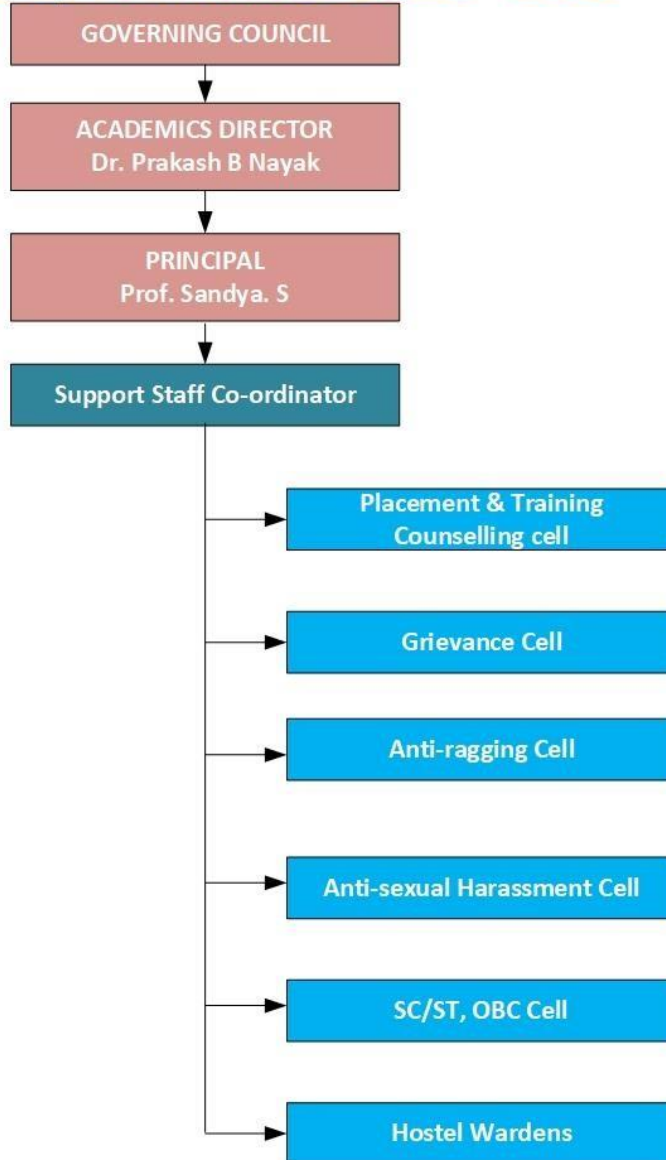 GOVERNING COUNCIL
ACADEMICS DIRECTOR
Dr. Prakash B Nayak
PRINCIPAL
Prof. Sandya. S
Support Staff Co-ordinator
Placement & Training
Counselling cell
Grievance Cell
Anti-ragging Cell
Anti-sexual Harassment Cell
SC/ST, OBC Cell
Hostel Wardens